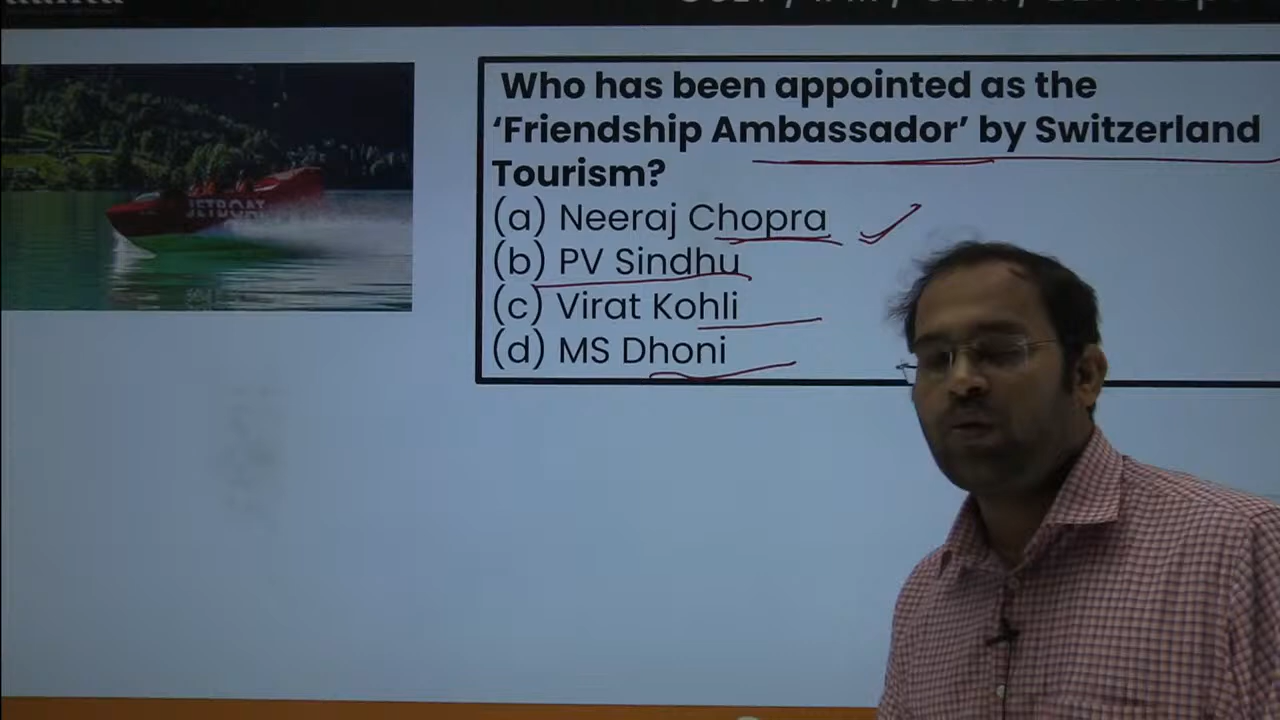 JETBOAT
Who has been appointed as the
‘Friendship Ambassador’ by Switzerland
Tourism?
(a) Neeraj Chopra
(b) PV Sindhu
(c) Virat Kohli
(d) MS Dhoni